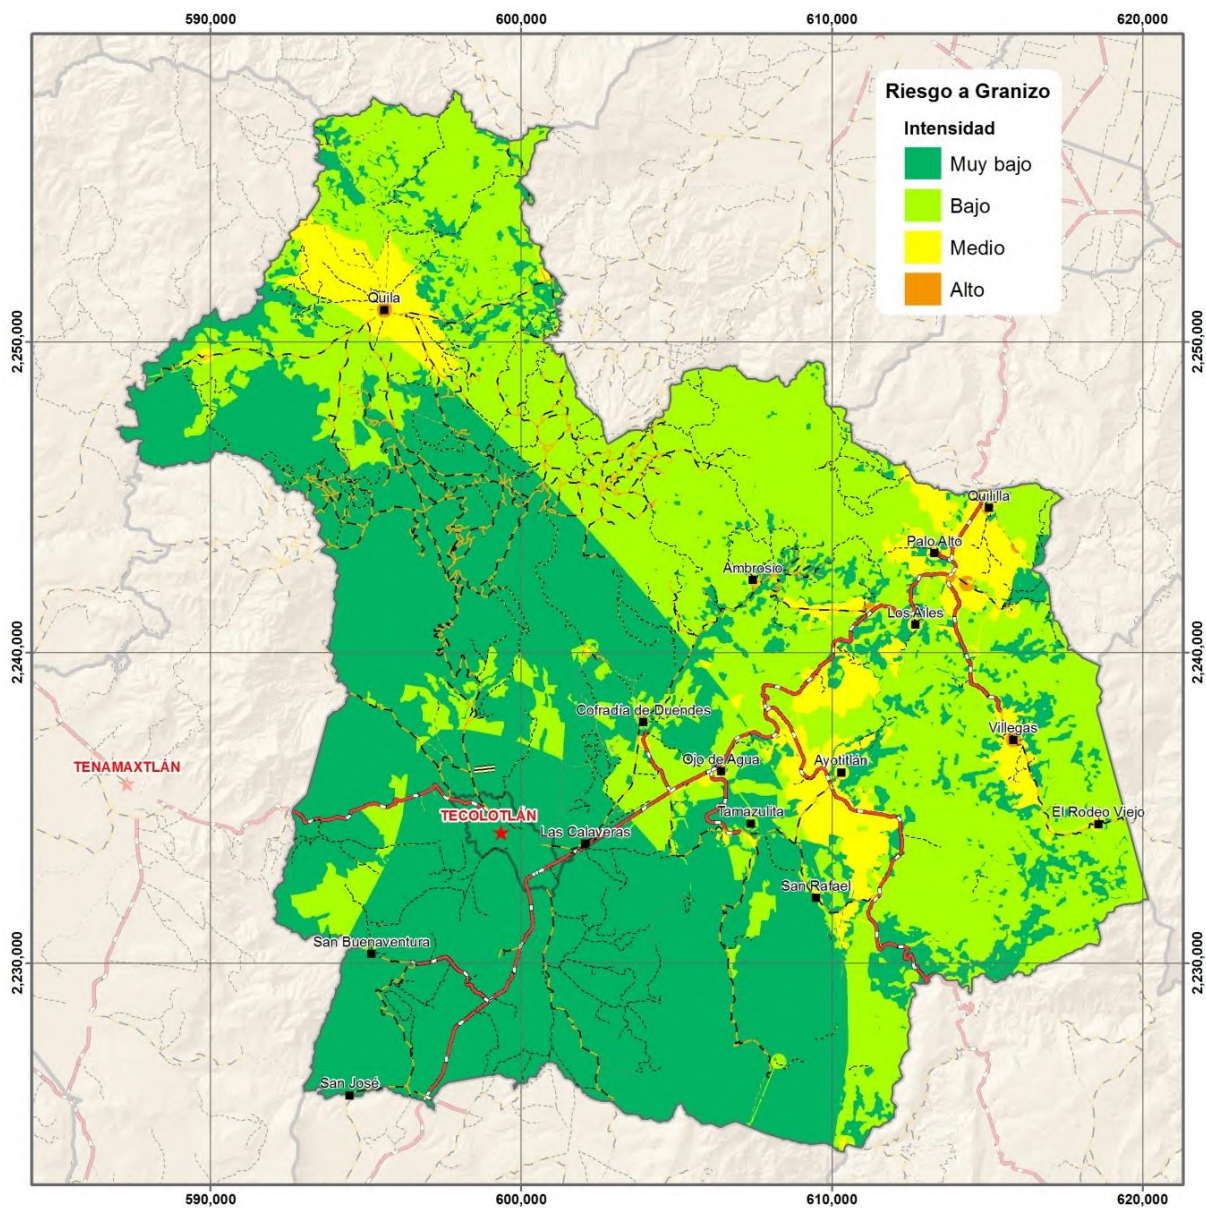 590,000
600,000
610,000
620,000
Riesgo a Granizo
Intensidad
Muy bajo
Bajo
Medio
Alto
2,250,000
2,250,000
Quila
Quililla
Palo Alto
Ambrosio
Los Ailes
2,240,000
2,240,000
Cofradía de Duendes
Villegas
Ojo de Agua
Ayotitlán
TENAMAXTLÁN
TECOLOTLÁN
Las Calaveras
Tamazulita
El Rodeo Viejo
San Rafael
San Buenaventura
2,230,000
2,230,000
San José
590,000
600,000
610,000
620,000